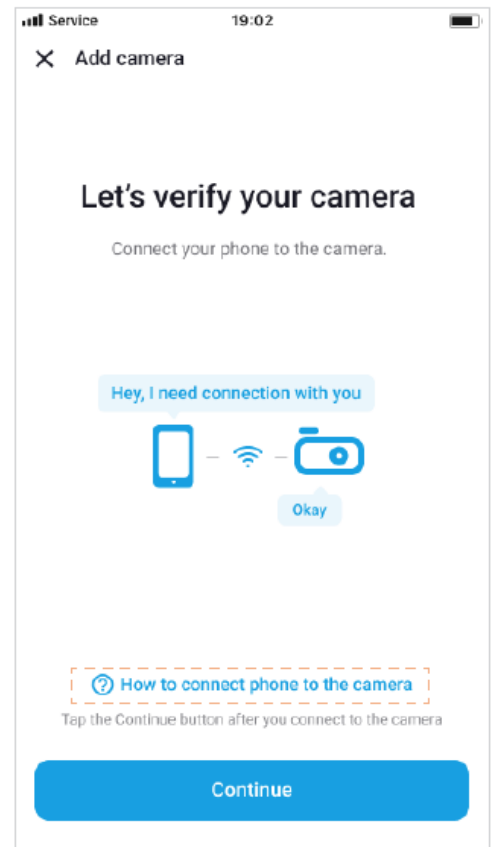 Service
19:02
Add camera
Let's verify your camera
Connect your phone to the camera.
Hey, I need connection with you
Okay
How to connect phone to the camera
Tap the Continue button after you connect to the camera
Continue